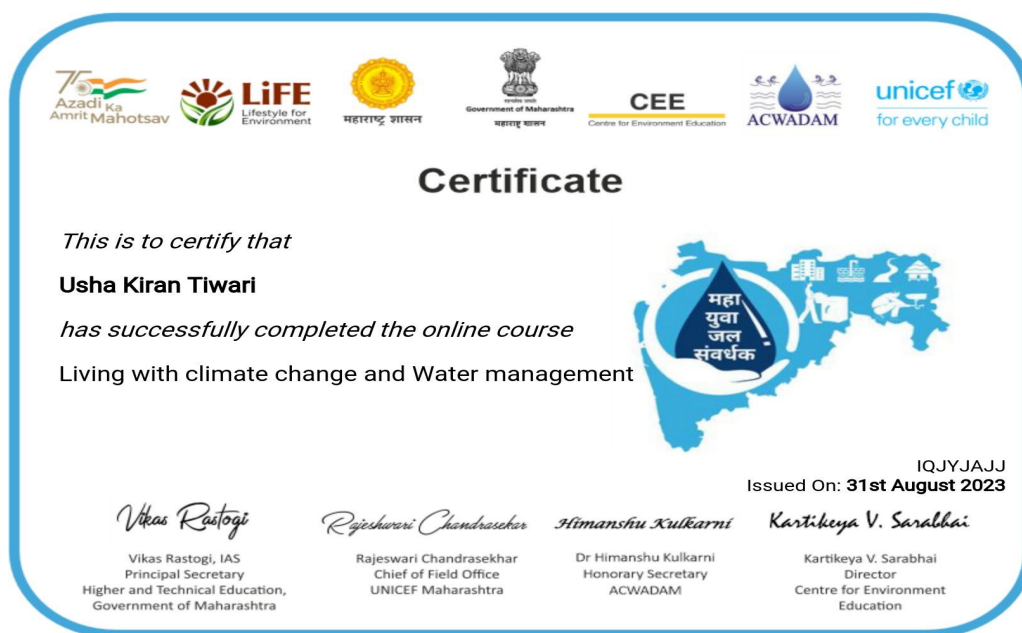 75
Azadi Ka
Amrit Mahotsav
LiFE
Lifestyle for
Environment
महाराष्ट्र शासन
सत्यमेव जयते
Government of Maharashtra
महाराष्ट्र शासन
CEE
Centre for Environment Education
ACWADAM
unicef
for every child
Certificate
This is to certify that
Usha Kiran Tiwari
has successfully completed the online course
Living with climate change and Water management
महा
युवा
जल
संवर्धक
IQJYJAJJ
Issued On: 31st August 2023
Vikas Rastogi
Vikas Rastogi, IAS
Principal Secretary
Higher and Technical Education,
Government of Maharashtra
Rajeshwari Chandrasekar
Rajeswari Chandrasekhar
Chief of Field Office
UNICEF Maharashtra
Himanshu Kulkarni
Dr Himanshu Kulkarni
Honorary Secretary
ACWADAM
Kartikeya V. Sarabhai
Kartikeya V. Sarabhai
Director
Centre for Environment
Education